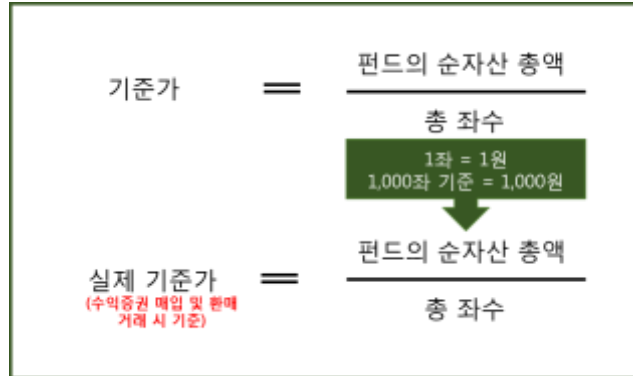 펀드의 순자산 총액
기준가 =
총 좌수
1좌 = 1원
1,000좌 기준 = 1,000원
펀드의 순자산 총액
실제 기준가 =
(수익증권 매입 및 환매
거래 시 기준)
총 좌수